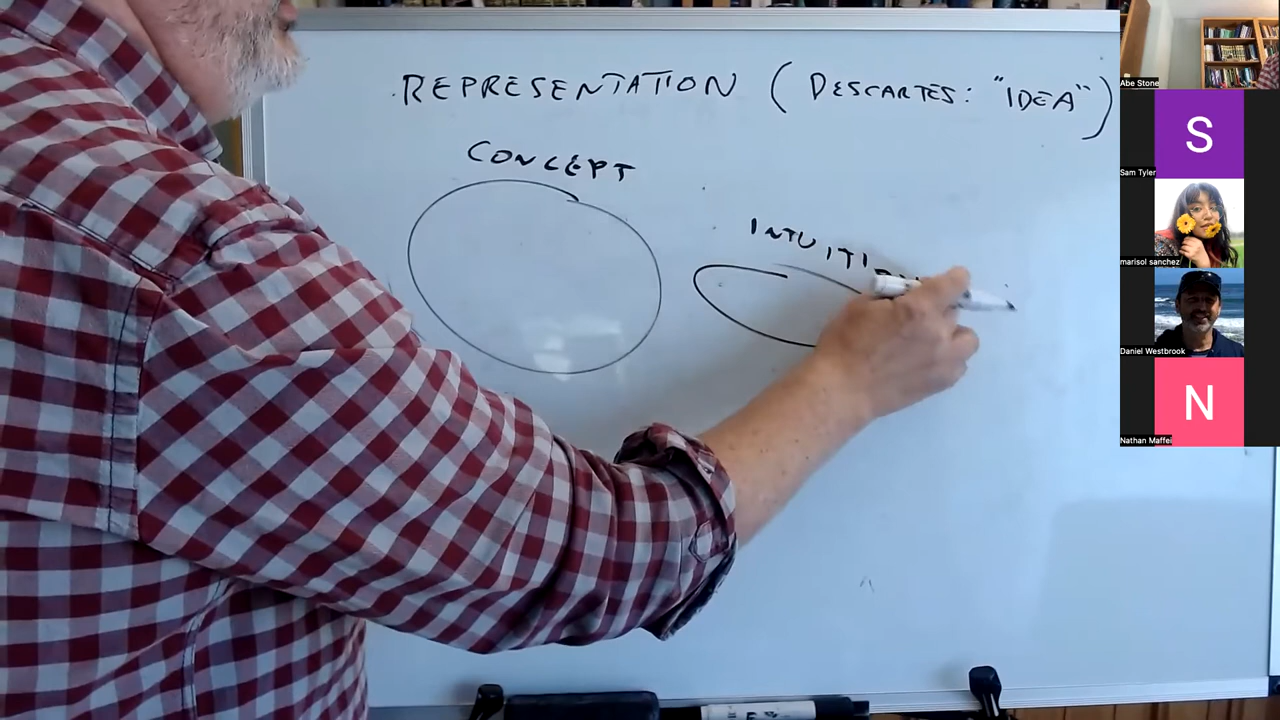 REPRESENTATION (DESCARTES: "IDEA")
CONCEPT
Abe Stone
S
Sam Tyler
marisol sanchez
Daniel Westbrook
N
Nathan Maffei